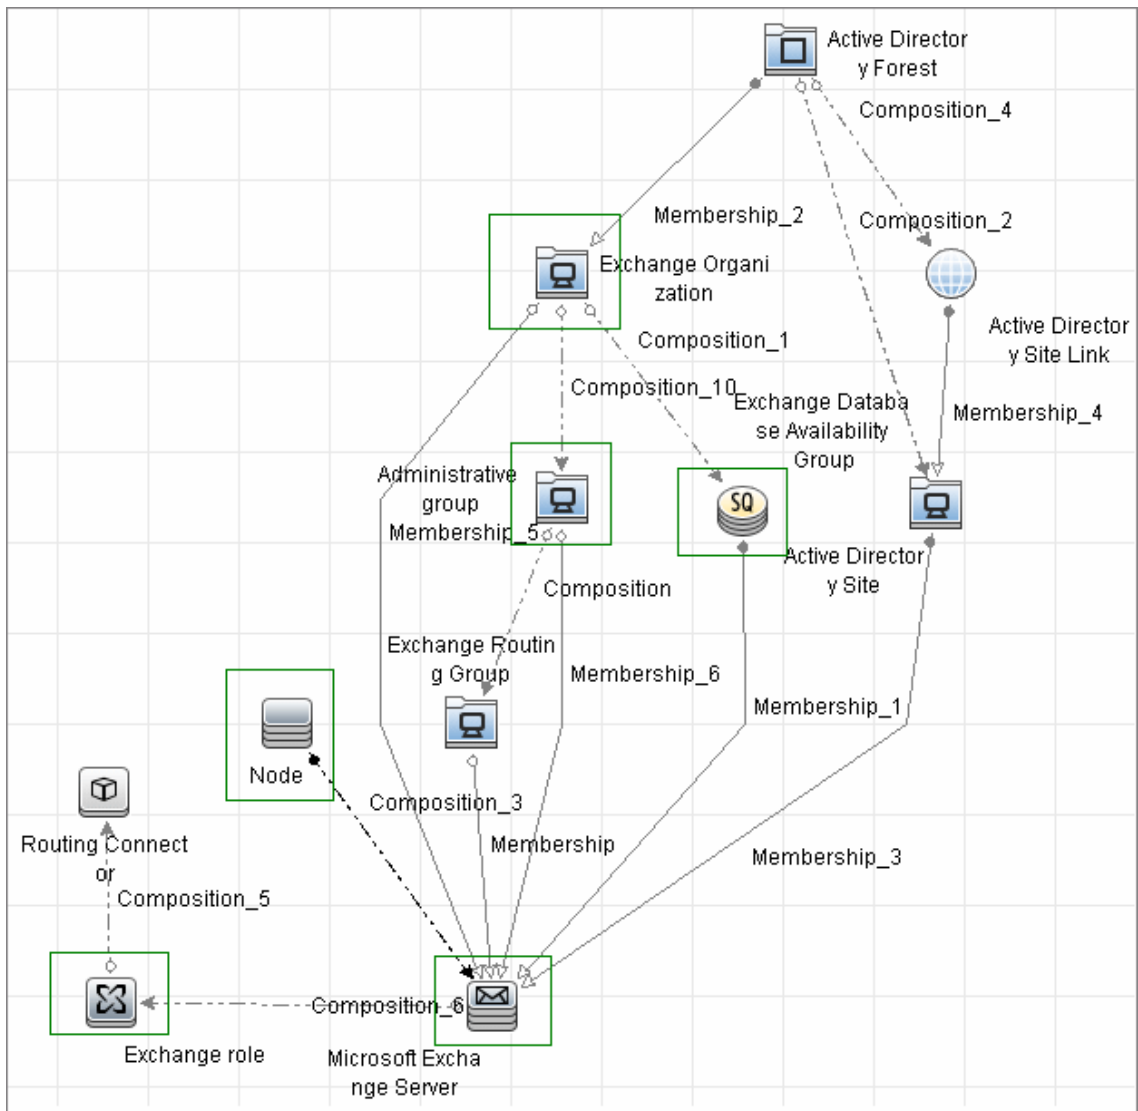 Active Director
y Forest
Composition_4
Membership_2
Composition_2
Exchange Organi
zation
Active Director
y Site Link
Composition_1
Composition_10
Exchange Databa
se Availability
Group
Membership_4
Administrative
group
SQ
Membership_5
Active Director
y Site
Composition
Exchange Routin
g Group
Membership_6
Membership_1
Node
Composition_3
Routing Connect
or
Membership
Membership_3
Composition_5
Composition_6
Exchange role
Microsoft Excha
nge Server